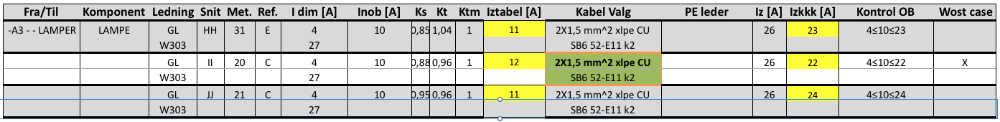 Fra/Til Komponent Ledning Snit Met. Ref. I dim [A] Inob [A] Ks Kt Ktm Iztabel [A] Kabel Valg PE leder Iz [A] Izkkk [A] Kontrol OB Wost case
-A3 - - LAMPER LAMPE GL HH 31 E 4 10 0,85 1,04 1 11 2X1,5 mm^2 xlpe CU 26 23 4≤10≤23
W303 27 SB6 52-E11 k2
GL II 20 C 4 10 0,88 0,96 1 12 2X1,5 mm^2 xlpe CU 26 22 4≤10≤22 X
W303 27 SB6 52-E11 k2
GL JJ 21 C 4 10 0,95 0,96 1 11 2X1,5 mm^2 xlpe CU 26 24 4≤10≤24
W303 27 SB6 52-E11 k2